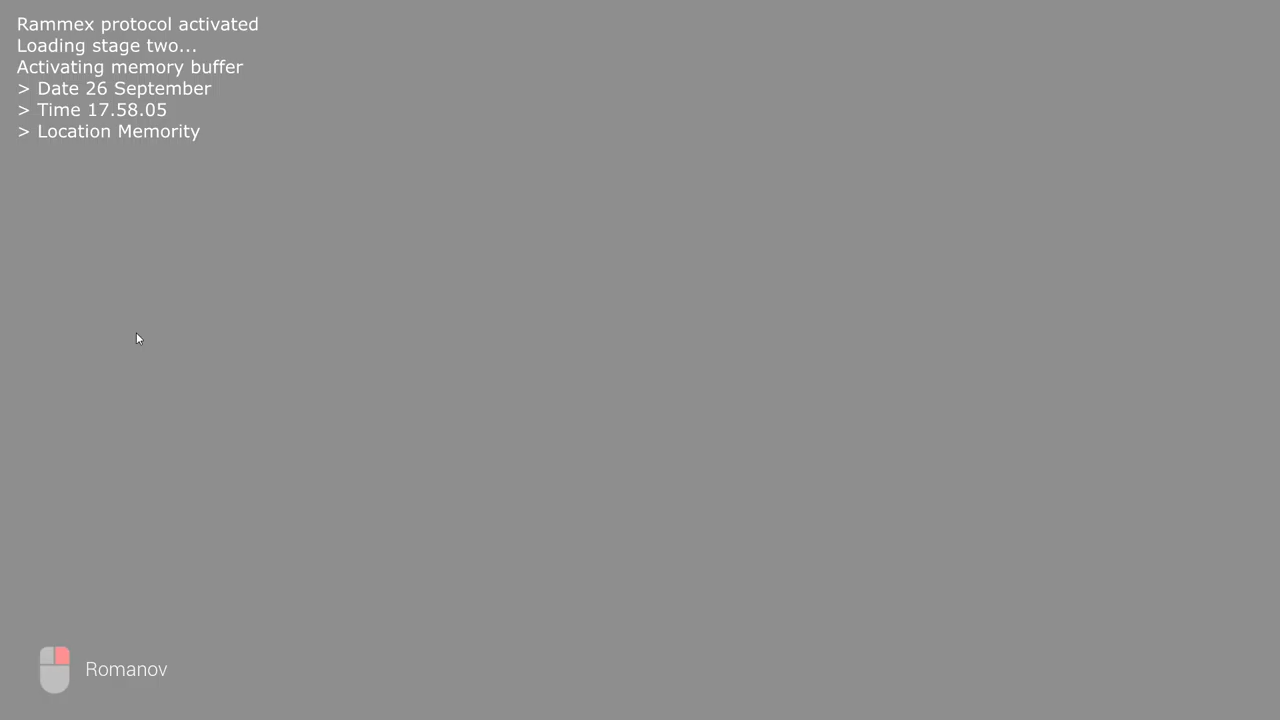 Rammex protocol activated
Loading stage two...
Activating memory buffer
> Date 26 September
> Time 17.58.05
> Location Memority
Romanov